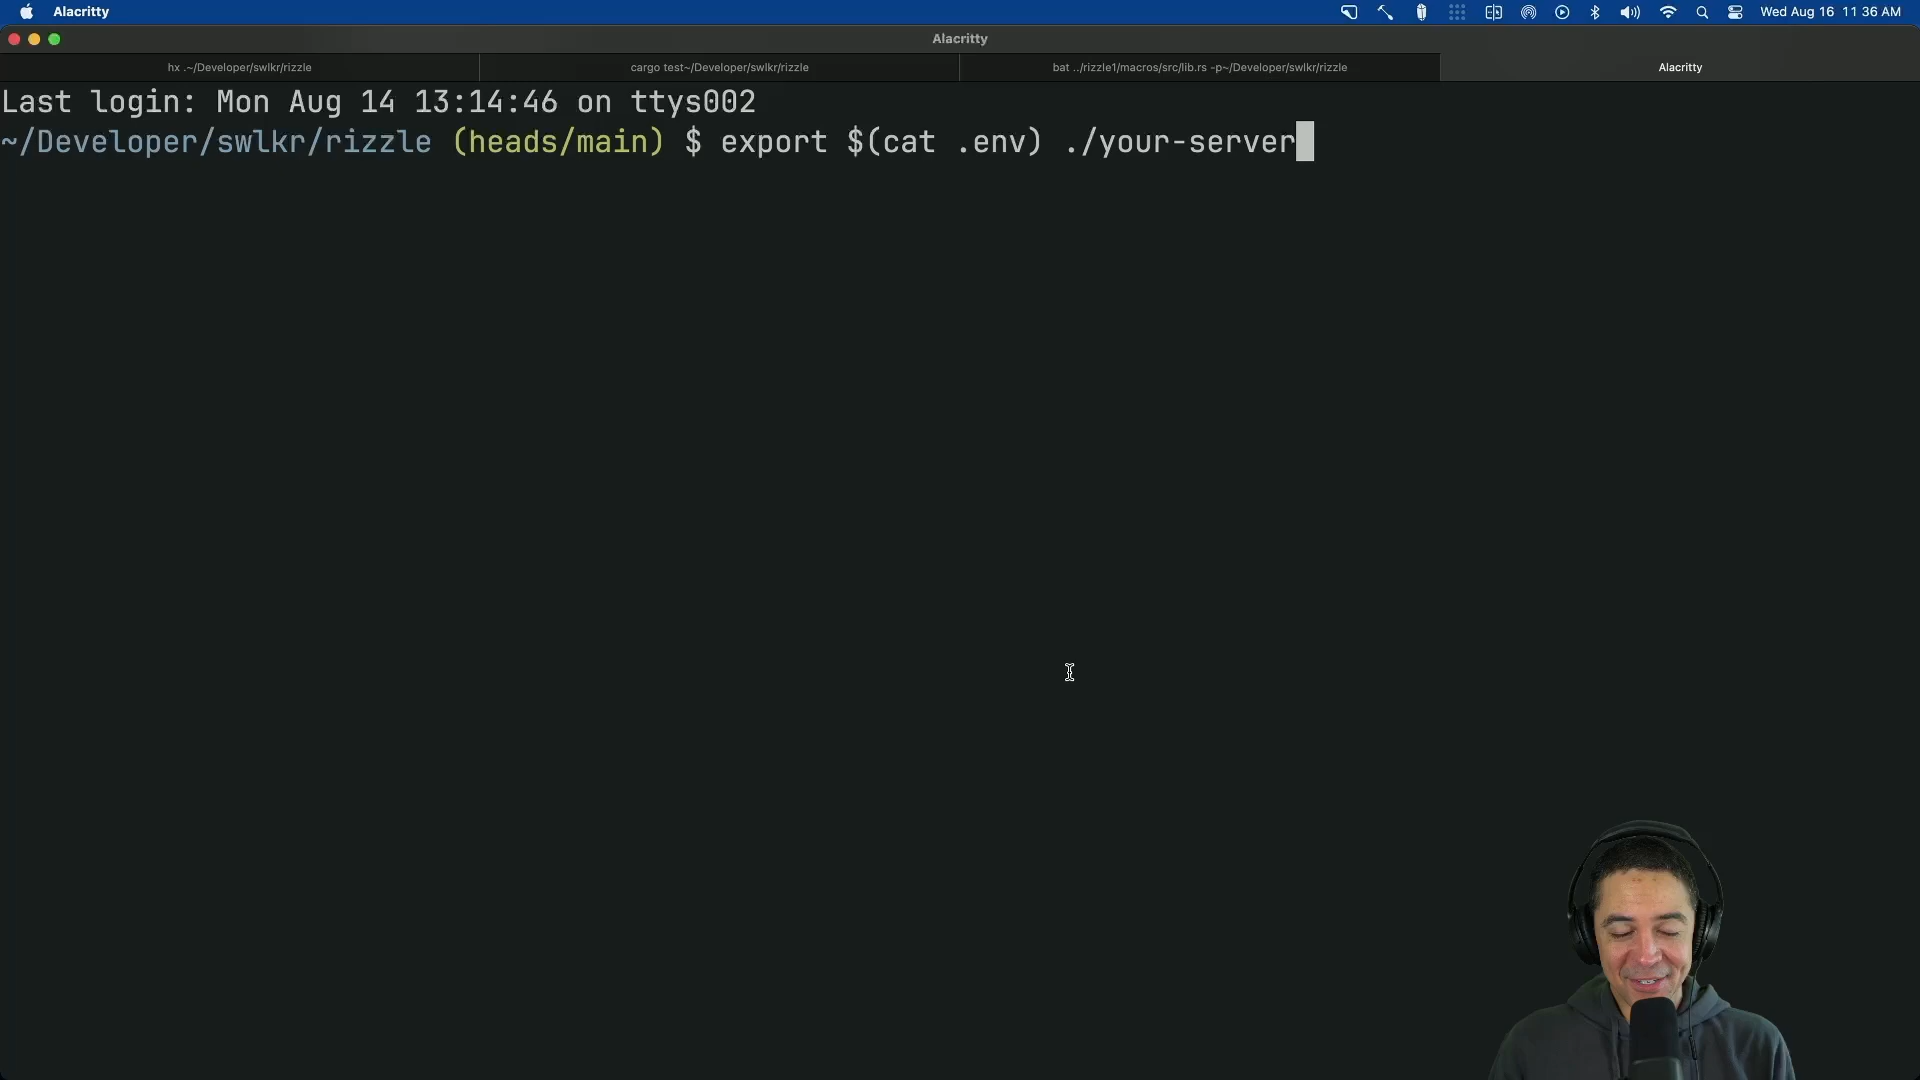 Alacritty
Wed Aug 16 11 36 AM
Alacritty
hx .~/Developer/swlkr/rizzle
cargo test~/Developer/swlkr/rizzle
bat ../rizzle1/macros/src/lib.rs -p~/Developer/swlkr/rizzle
Alacritty
Last login: Mon Aug 14 13:14:46 on ttys002
~/Developer/swlkr/rizzle (heads/main) $ export $(cat .env) ./your-server